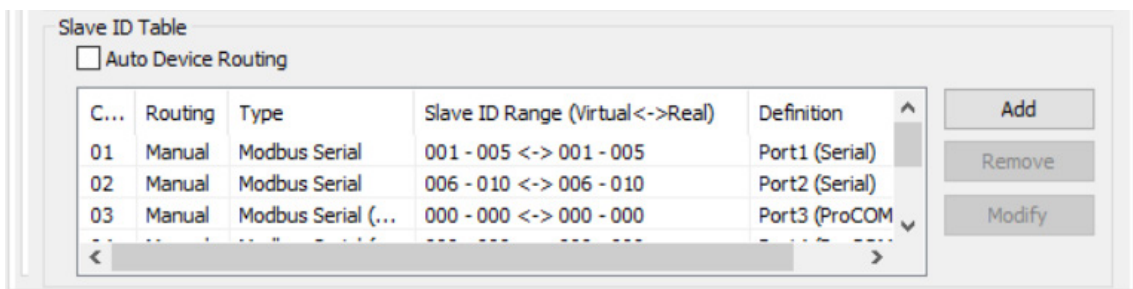 Slave ID Table
Auto Device Routing
C... Routing Type Slave ID Range (Virtual<->Real) Definition
01 Manual Modbus Serial 001 - 005 <-> 001 - 005 Port1 (Serial)
02 Manual Modbus Serial 006 - 010 <-> 006 - 010 Port2 (Serial)
03 Manual Modbus Serial (... 000 - 000 <-> 000 - 000 Port3 (ProCOM
Add
Remove
Modify